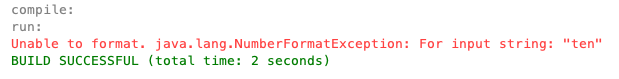 compile:
run:
Unable to format. java.lang.NumberFormatException: For input string: "ten"
BUILD SUCCESSFUL (total time: 2 seconds)